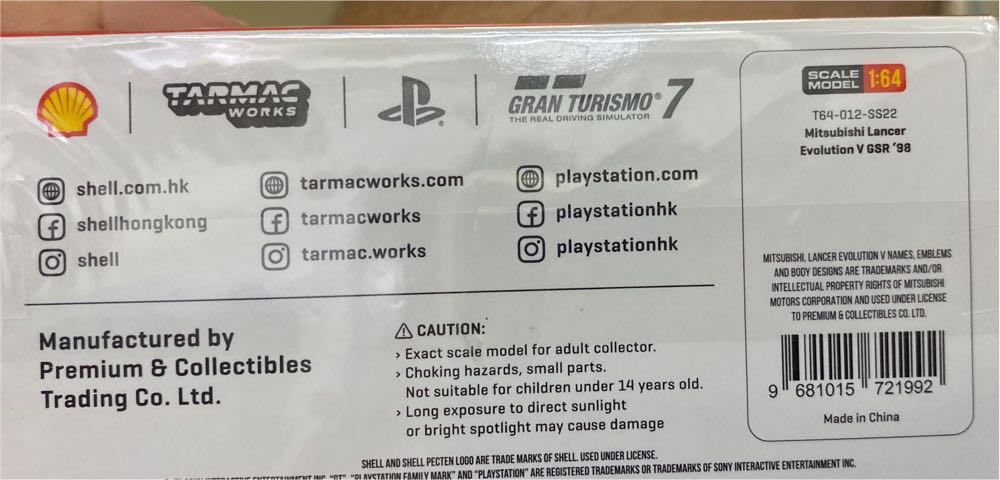 TARMAC
WORKS
GRAN TURISMO® 7
THE REAL DRIVING SIMULATOR
shell.com.hk
shellhongkong
shell
tarmacworks.com
tarmacworks
tarmac.works
playstation.com
playstationhk
playstationhk
Manufactured by
Premium & Collectibles
Trading Co. Ltd.
CAUTION:
› Exact scale model for adult collector.
› Choking hazards, small parts.
Not suitable for children under 14 years old.
› Long exposure to direct sunlight
or bright spotlight may cause damage
SCALE
MODEL 1:64
T64-012-SS22
Mitsubishi Lancer
Evolution V GSR '98
MITSUBISHI, LANCER EVOLUTION V NAMES, EMBLEMS
AND BODY DESIGNS ARE TRADEMARKS AND/OR
INTELLECTUAL PROPERTY RIGHTS OF MITSUBISHI
MOTORS CORPORATION AND USED UNDER LICENSE
TO PREMIUM & COLLECTIBLES CO. LTD.
9 681015 721992
Made in China
SHELL AND SHELL PECTEN LOGO ARE TRADE MARKS OF SHELL. USED UNDER LICENSE.
ENTERTAINMENT INC. "GT" "PLAYSTATION FAMILY MARK" AND "PLAYSTATION" ARE REGISTERED TRADEMARKS OR TRADEMARKS OF SONY INTERACTIVE ENTERTAINMENT INC.